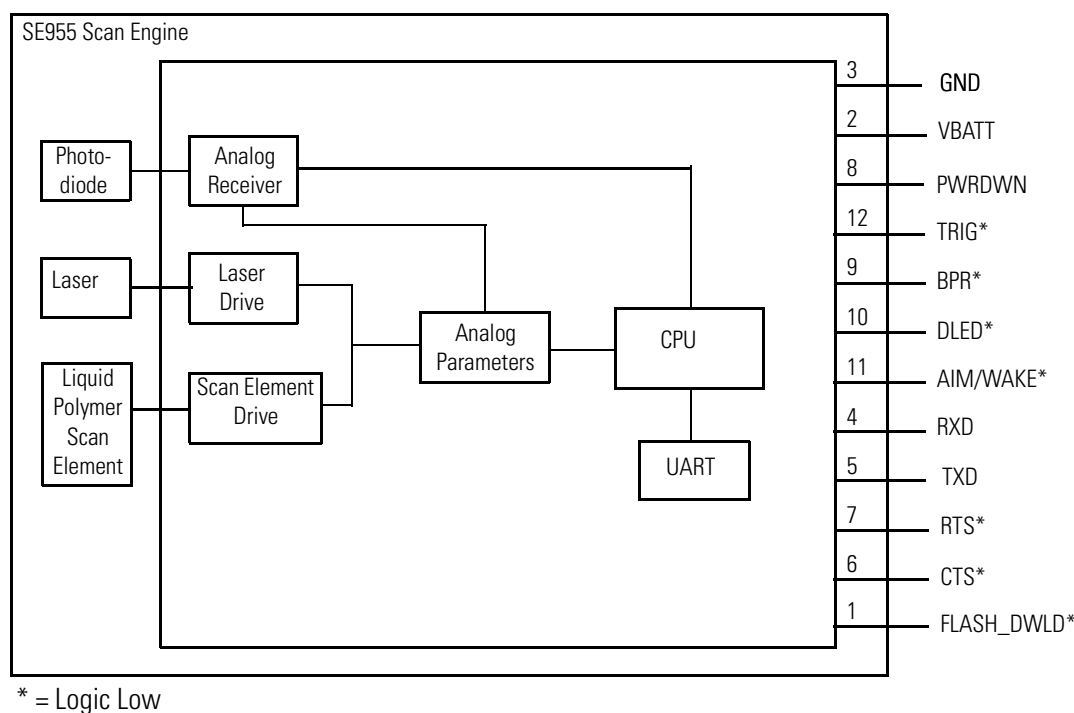 SE955 Scan Engine
Photo-
diode
Analog
Receiver
Laser
Laser
Drive
Liquid
Polymer
Scan
Element
Scan Element
Drive
Analog
Parameters
CPU
UART
3 GND
2 VBATT
8 PWRDWN
12 TRIG*
9 BPR*
10 DLED*
11 AIM/WAKE*
4 RXD
5 TXD
7 RTS*
6 CTS*
1 FLASH_DWLD*
* = Logic Low